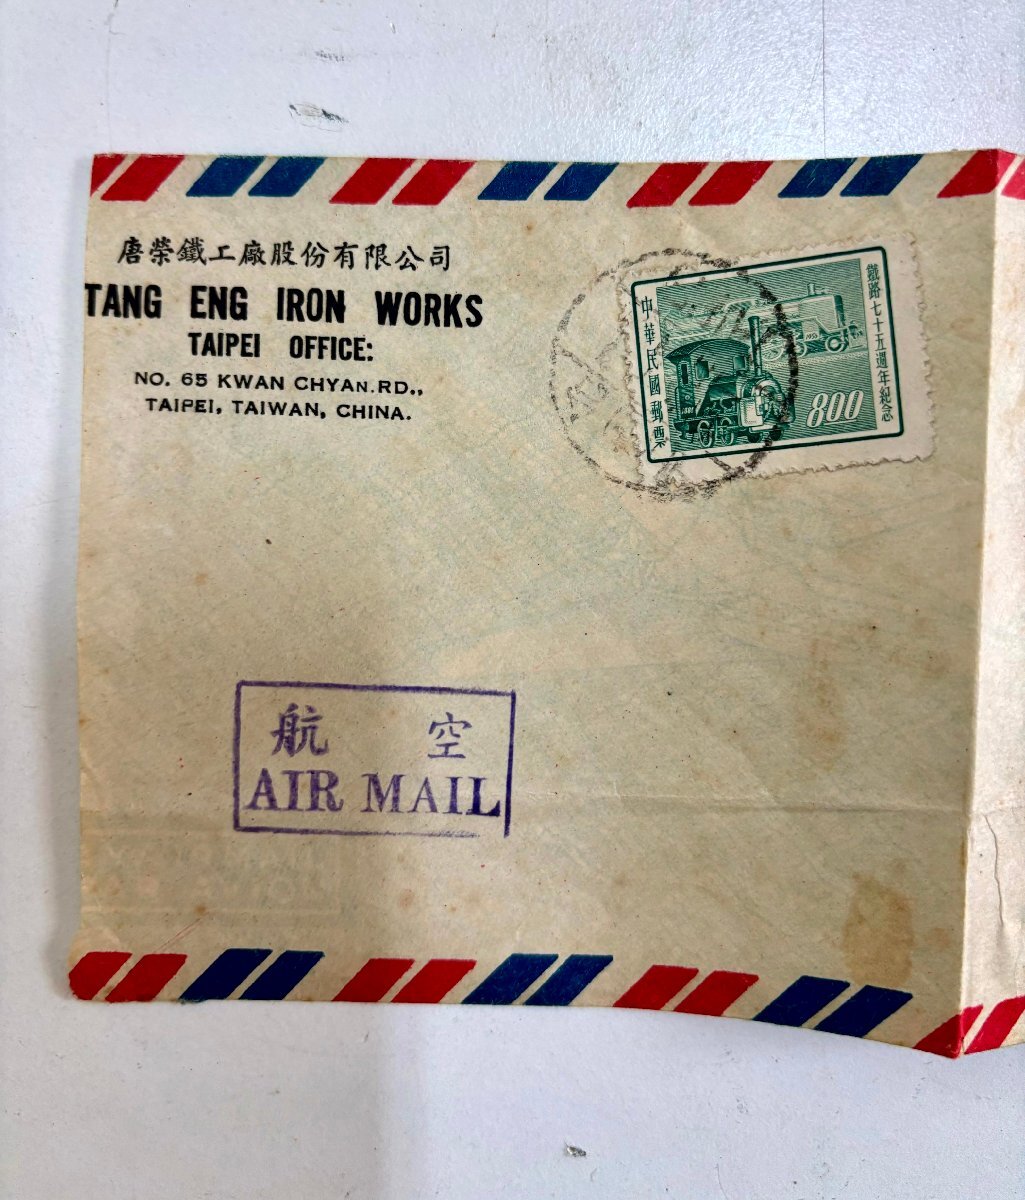 唐榮鐵工廠股份有限公司
TANG ENG IRON WORKS
TAIPEI OFFICE:
NO. 65 KWAN CHYAN.RD.,
TAIPEI, TAIWAN, CHINA.
中華民國郵票
鐵路七十五週年紀念
800
航 空
AIR MAIL